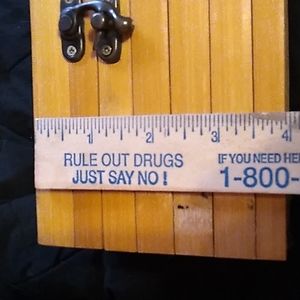 1 2 3 4
RULE OUT DRUGS
JUST SAY NO!
IF YOU NEED HE
1-800-